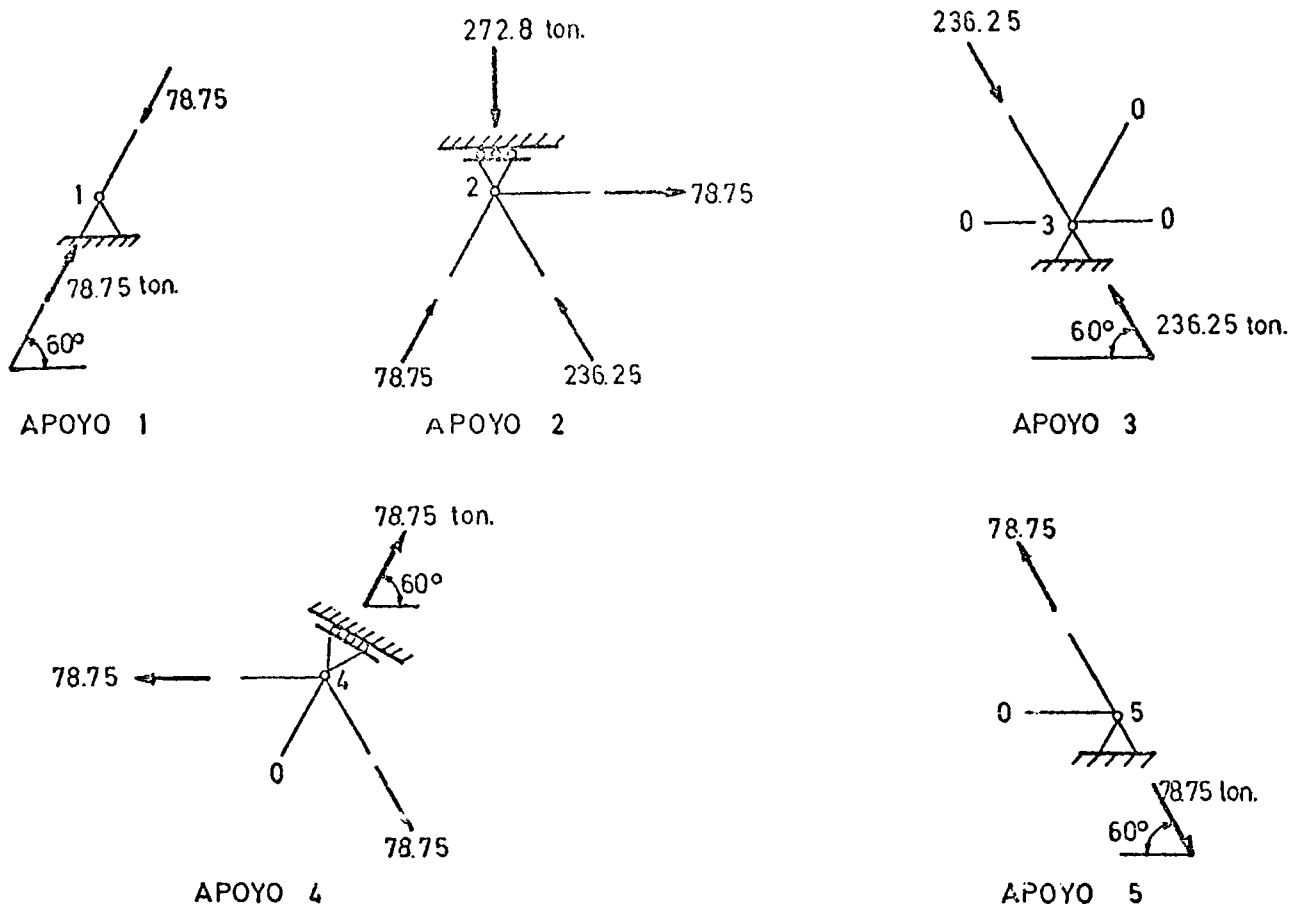 78.75
1
78.75 ton.
60°
APOYO 1
272.8 ton.
2
78.75
78.75
236.25
APOYO 2
236.25
0
0
3
0
60°
236.25 ton.
APOYO 3
78.75 ton.
60°
78.75
4
0
78.75
APOYO 4
78.75
0
5
78.75 ton.
60°
APOYO 5